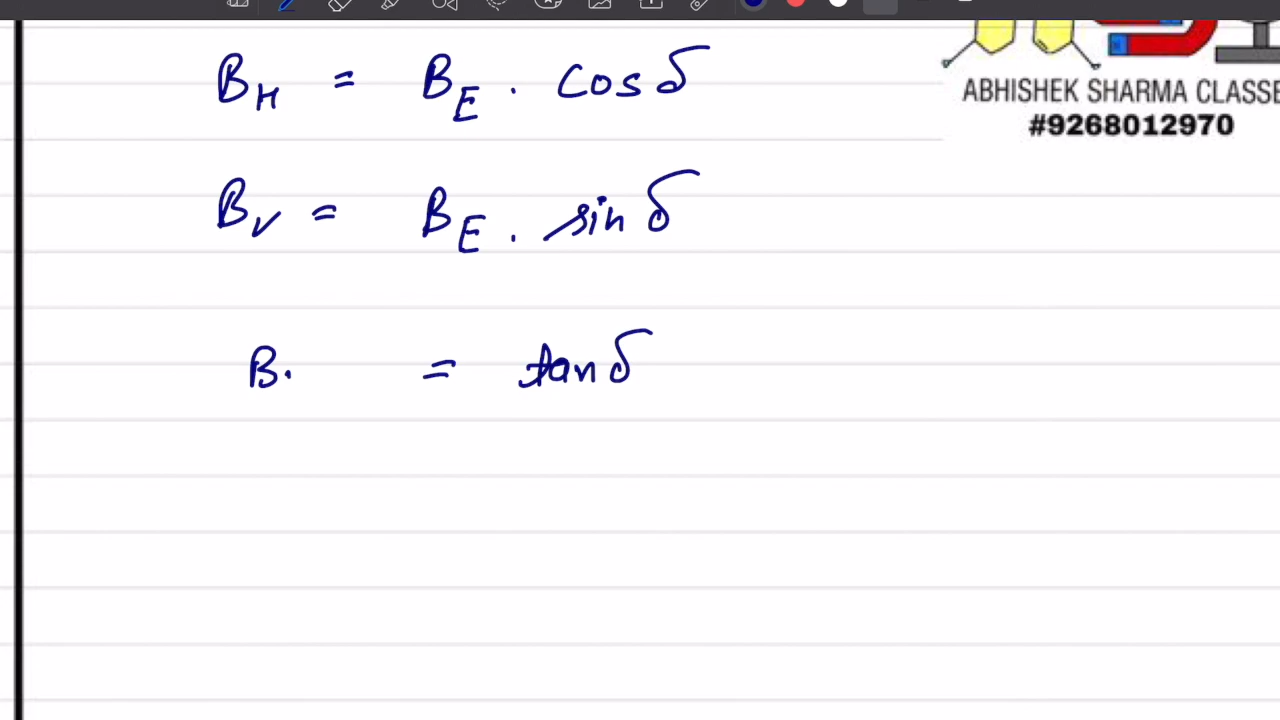 B_H = B_E . cos δ
ABHISHEK SHARMA CLASSE
#9268012970
B_V = B_E . sin δ
B. = tan δ